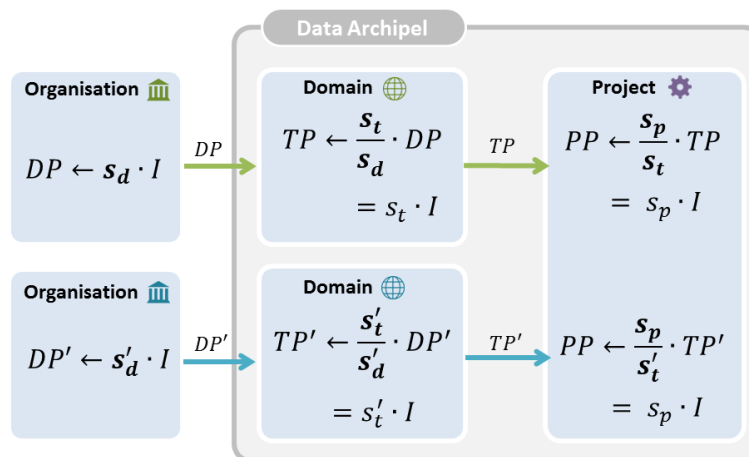 Data Archipel
Organisation
DP ← s_d · I
DP
Domain
TP ← s_t/s_d · DP
= s_t · I
TP
Project
PP ← s_p/s_t · TP
= s_p · I
Organisation
DP′ ← s′_d · I
DP′
Domain
TP′ ← s′_t/s′_d · DP′
= s′_t · I
TP′
PP ← s_p/s′_t · TP′
= s_p · I